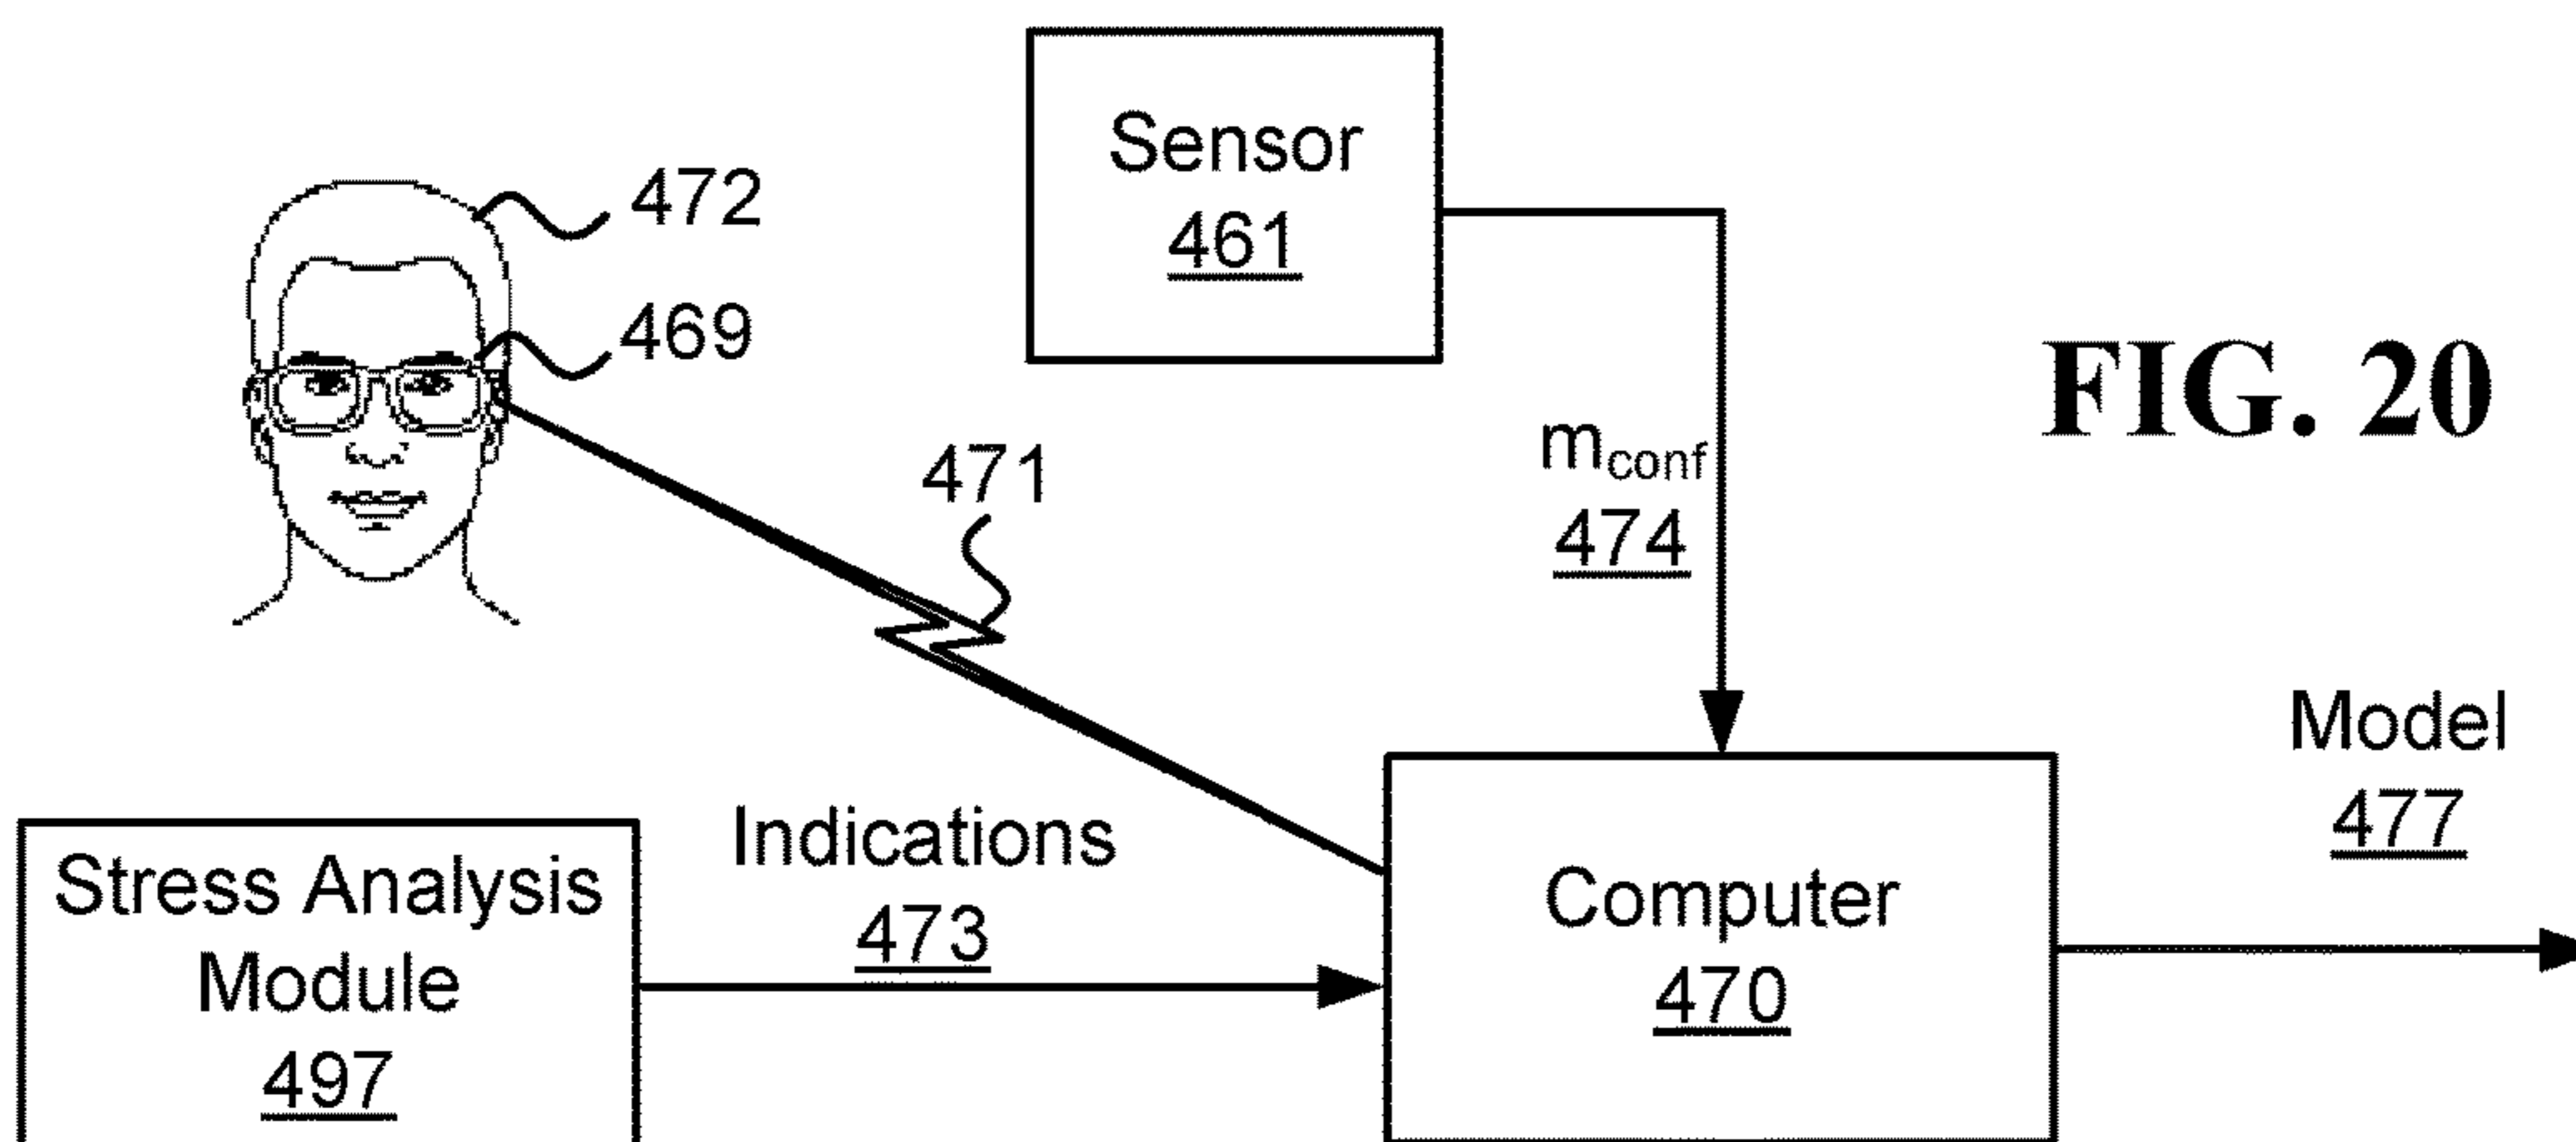 Sensor
461
472
469
FIG. 20
471
mconf
474
Model
477
Indications
473
Stress Analysis
Module
497
Computer
470